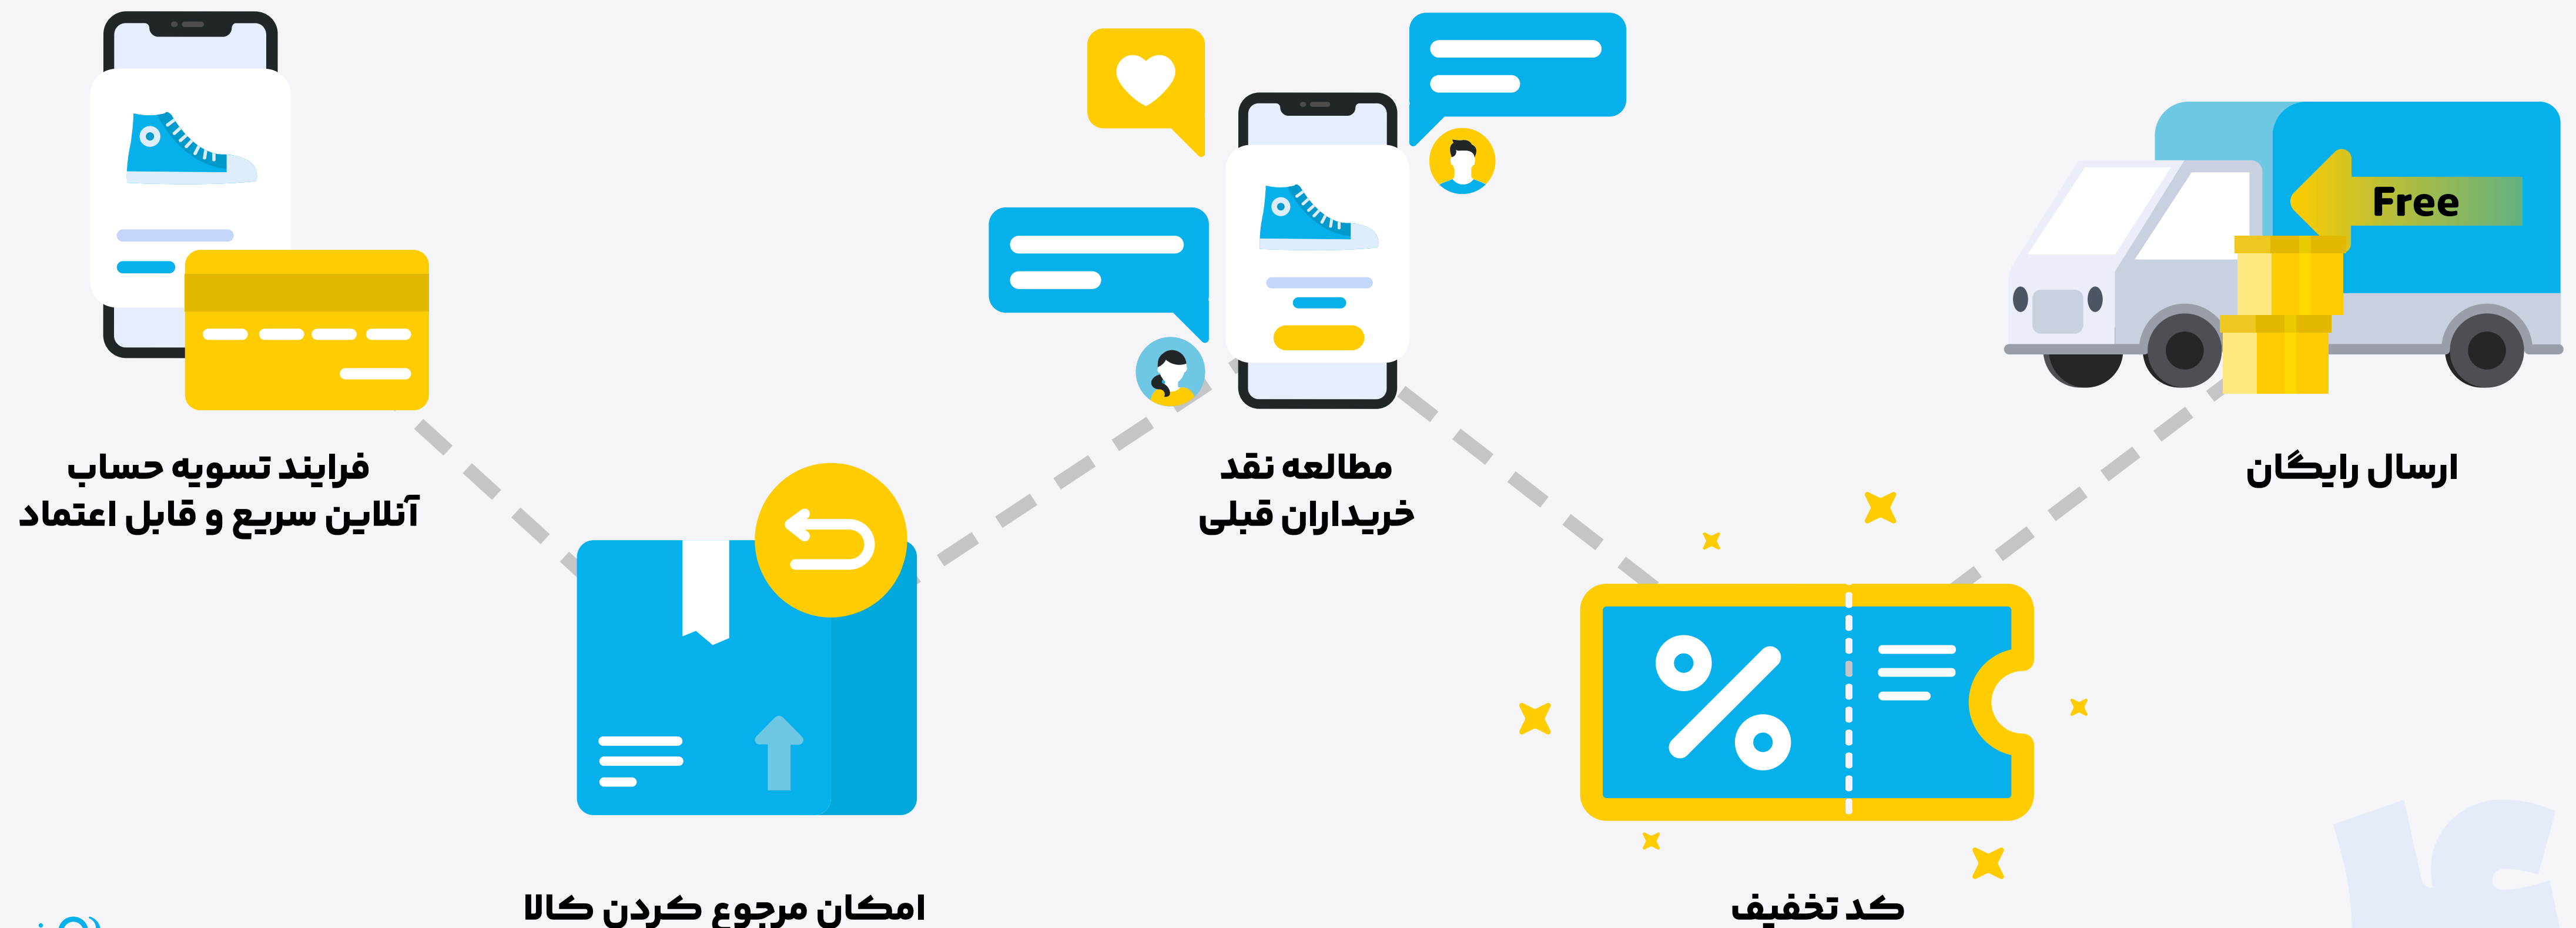 Free
ارسال رایگان
کد تخفیف
مطالعه نقد
خریداران قبلی
امکان مرجوع کردن کالا
فرایند تسویه حساب
آنلاین سریع و قابل اعتماد